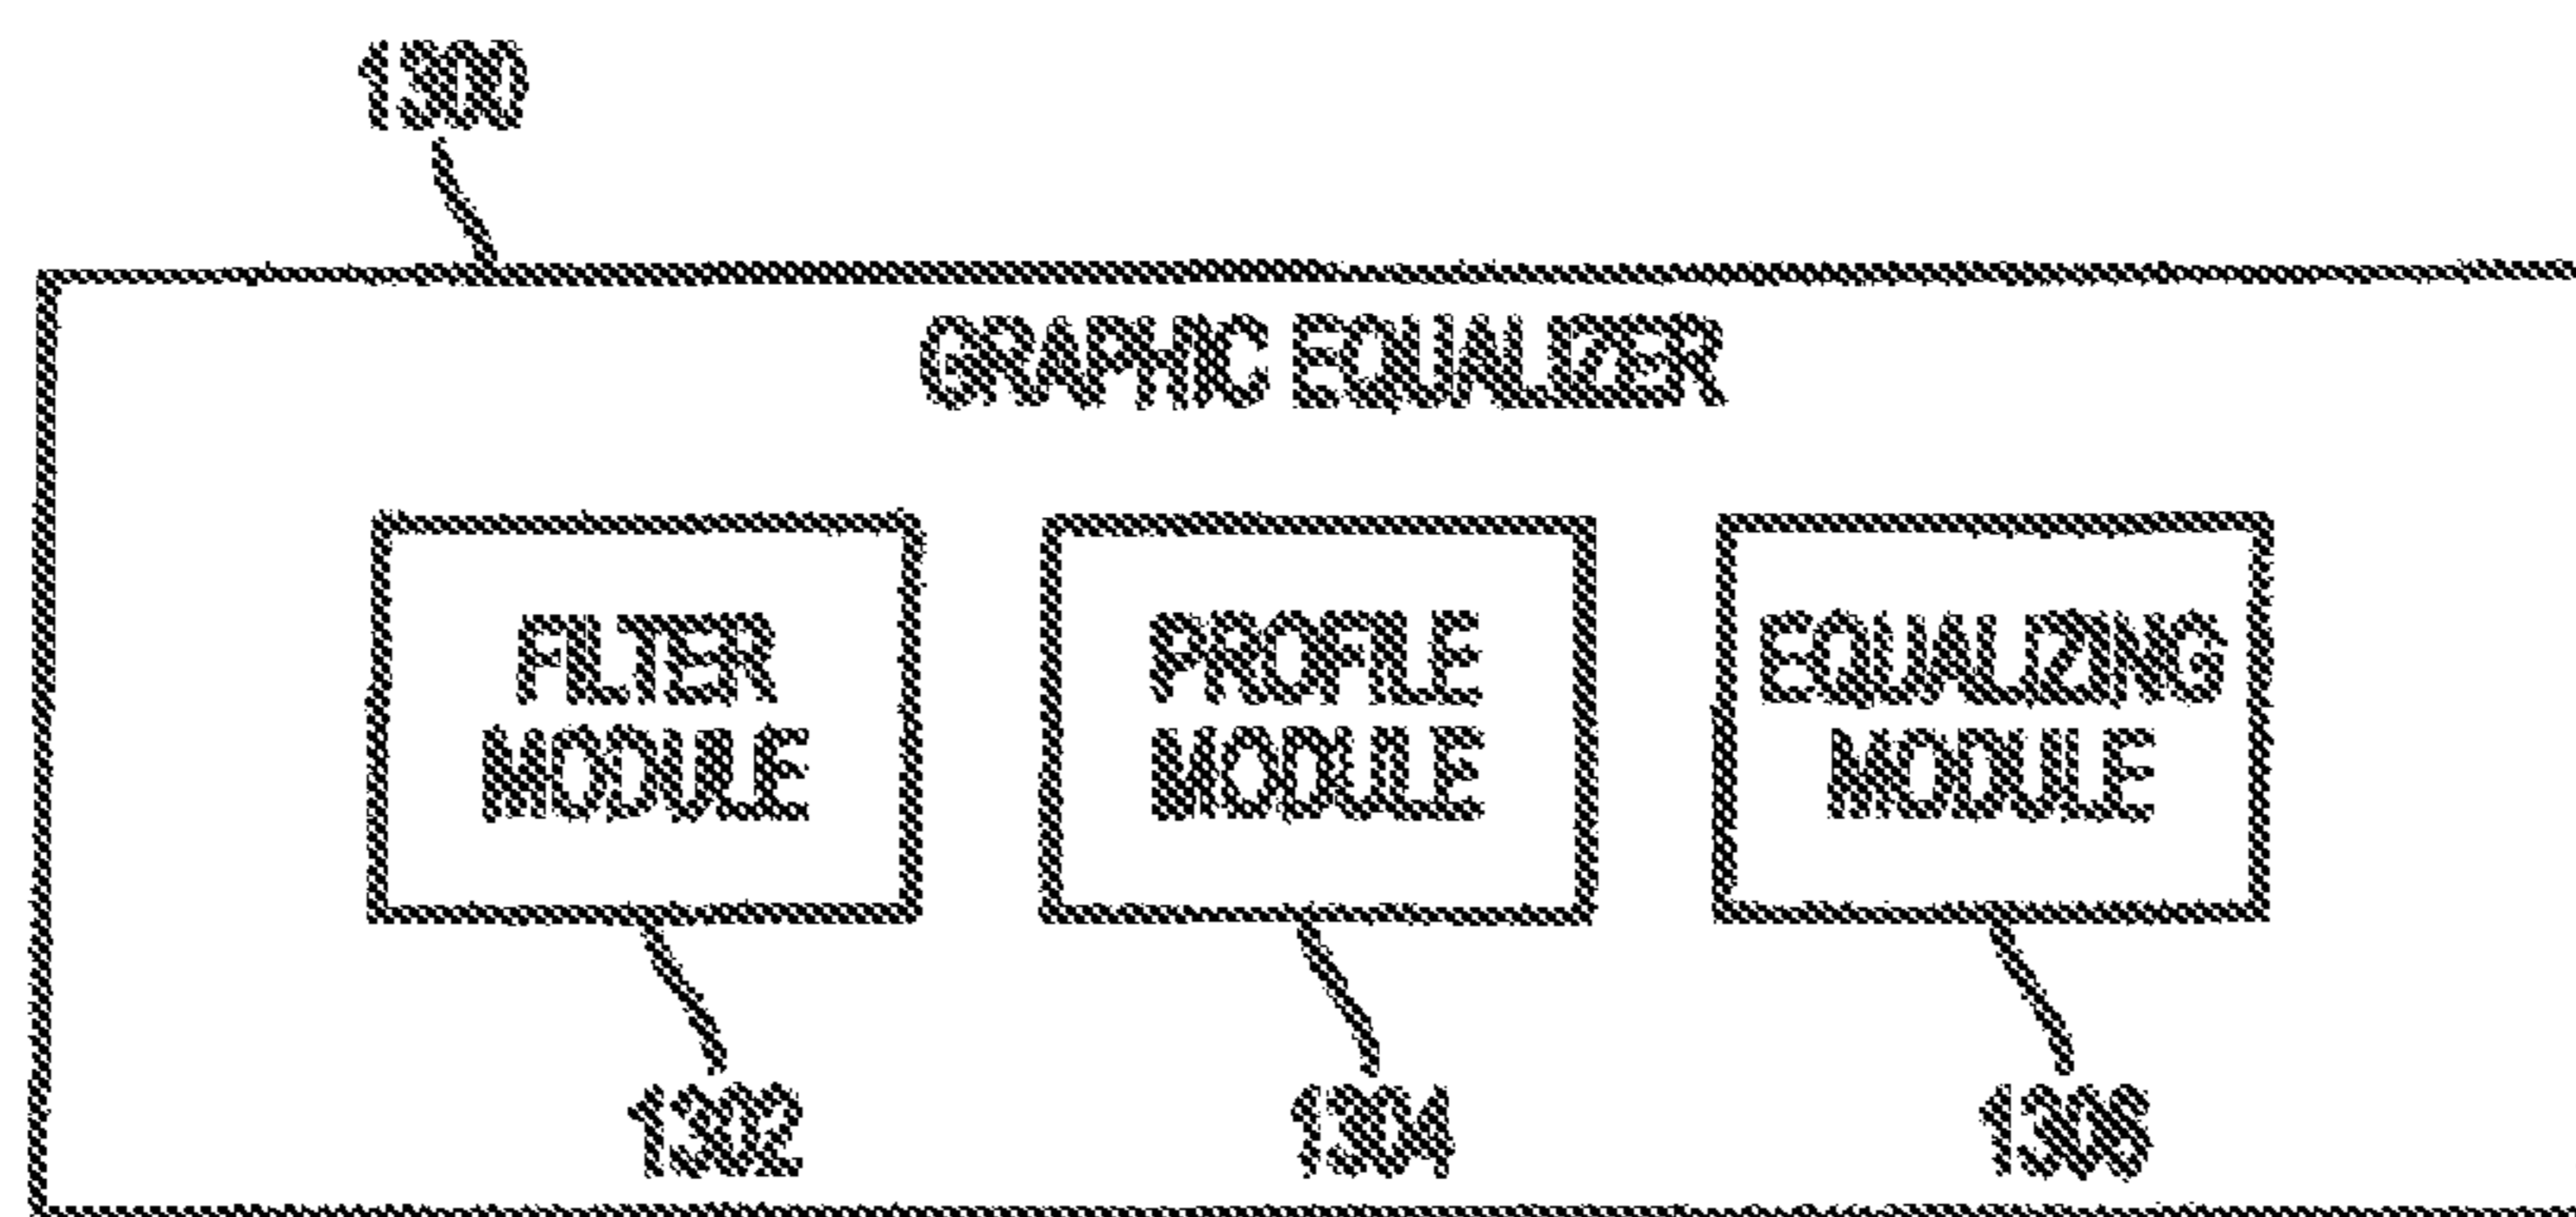 1300
GRAPHIC EQUALIZER
FILTER
MODULE
PROFILE
MODULE
EQUALIZING
MODULE
1302
1304
1306